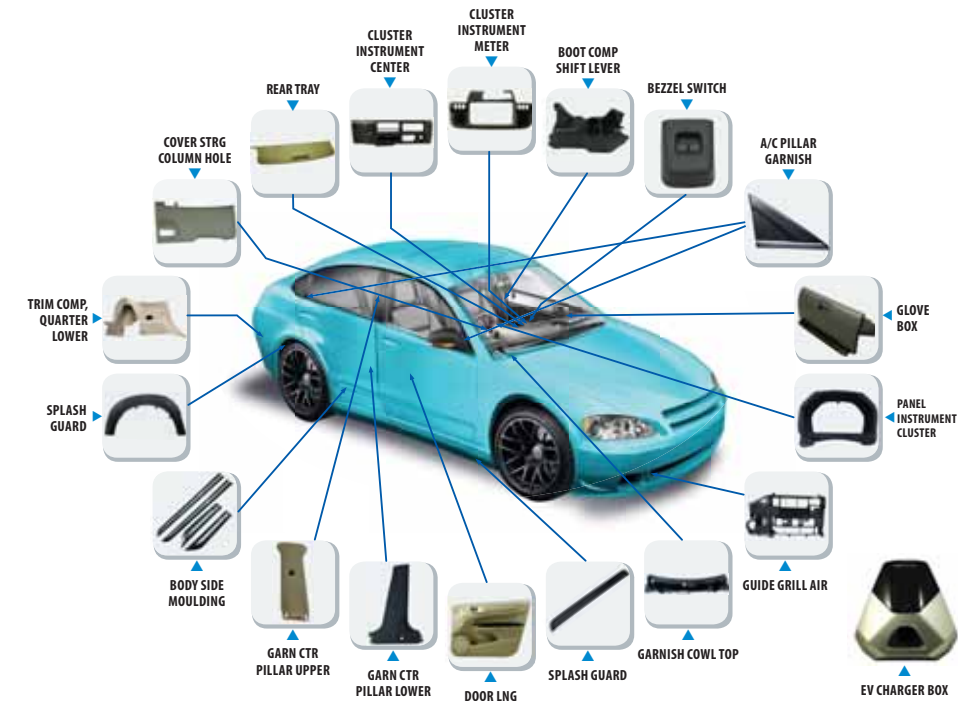 CLUSTER
INSTRUMENT
METER
CLUSTER
INSTRUMENT
CENTER
BOOT COMP
SHIFT LEVER
REAR TRAY
BEZZEL SWITCH
COVER STRG
COLUMN HOLE
A/C PILLAR
GARNISH
TRIM COMP,
QUARTER
LOWER
GLOVE
BOX
SPLASH
GUARD
PANEL
INSTRUMENT
CLUSTER
BODY SIDE
MOULDING
GUIDE GRILL AIR
GARN CTR
PILLAR UPPER
GARN CTR
PILLAR LOWER
DOOR LNG
SPLASH GUARD
GARNISH COWL TOP
EV CHARGER BOX